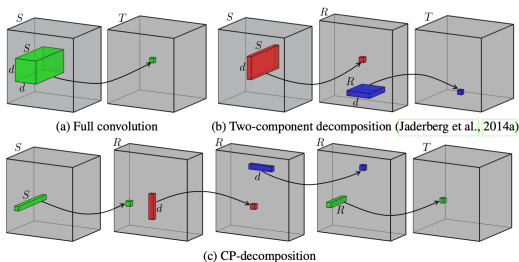 S T S R T
S d d S d R d
(a) Full convolution (b) Two-component decomposition (Jaderberg et al., 2014a)
S R R R T
S d d R
(c) CP-decomposition